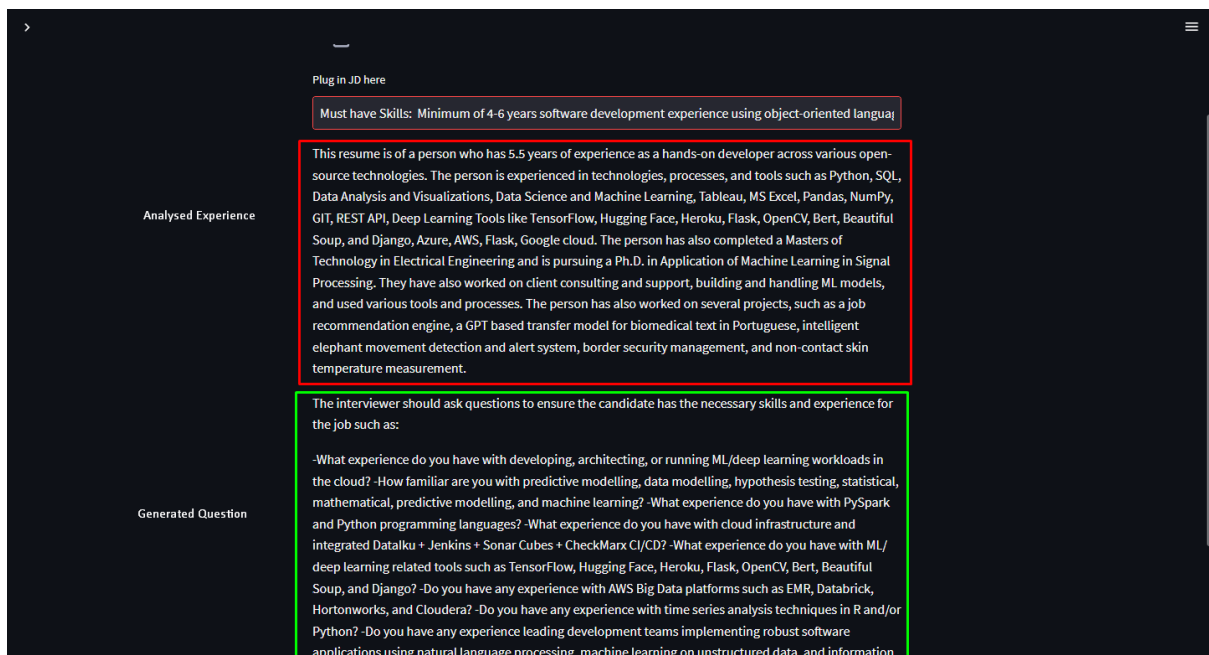 Plug in JD here
Must have Skills:  Minimum of 4-6 years software development experience using object-oriented languag
This resume is of a person who has 5.5 years of experience as a hands-on developer across various open-
source technologies. The person is experienced in technologies, processes, and tools such as Python, SQL,
Data Analysis and Visualizations, Data Science and Machine Learning, Tableau, MS Excel, Pandas, NumPy,
Analysed Experience
GIT, REST API, Deep Learning Tools like TensorFlow, Hugging Face, Heroku, Flask, OpenCV, Bert, Beautiful
Soup, and Django, Azure, AWS, Flask, Google cloud. The person has also completed a Masters of
Technology in Electrical Engineering and is pursuing a Ph.D. in Application of Machine Learning in Signal
Processing. They have also worked on client consulting and support, building and handling ML models,
and used various tools and processes. The person has also worked on several projects, such as a job
recommendation engine, a GPT based transfer model for biomedical text in Portuguese, intelligent
elephant movement detection and alert system, border security management, and non-contact skin
temperature measurement.
The interviewer should ask questions to ensure the candidate has the necessary skills and experience for
the job such as:
-What experience do you have with developing, architecting, or running ML/deep learning workloads in
the cloud? -How familiar are you with predictive modelling, data modelling, hypothesis testing, statistical,
mathematical, predictive modelling, and machine learning? -What experience do you have with PySpark
Generated Question
and Python programming languages? -What experience do you have with cloud infrastructure and
integrated Datalku + Jenkins + Sonar Cubes + CheckMarx CI/CD? -What experience do you have with ML/
deep learning related tools such as TensorFlow, Hugging Face, Heroku, Flask, OpenCV, Bert, Beautiful
Soup, and Django? -Do you have any experience with AWS Big Data platforms such as EMR, Databrick,
Hortonworks, and Cloudera? -Do you have any experience with time series analysis techniques in R and/or
Python? -Do you have any experience leading development teams implementing robust software
applications using natural language processing, machine learning on unstructured data, and information